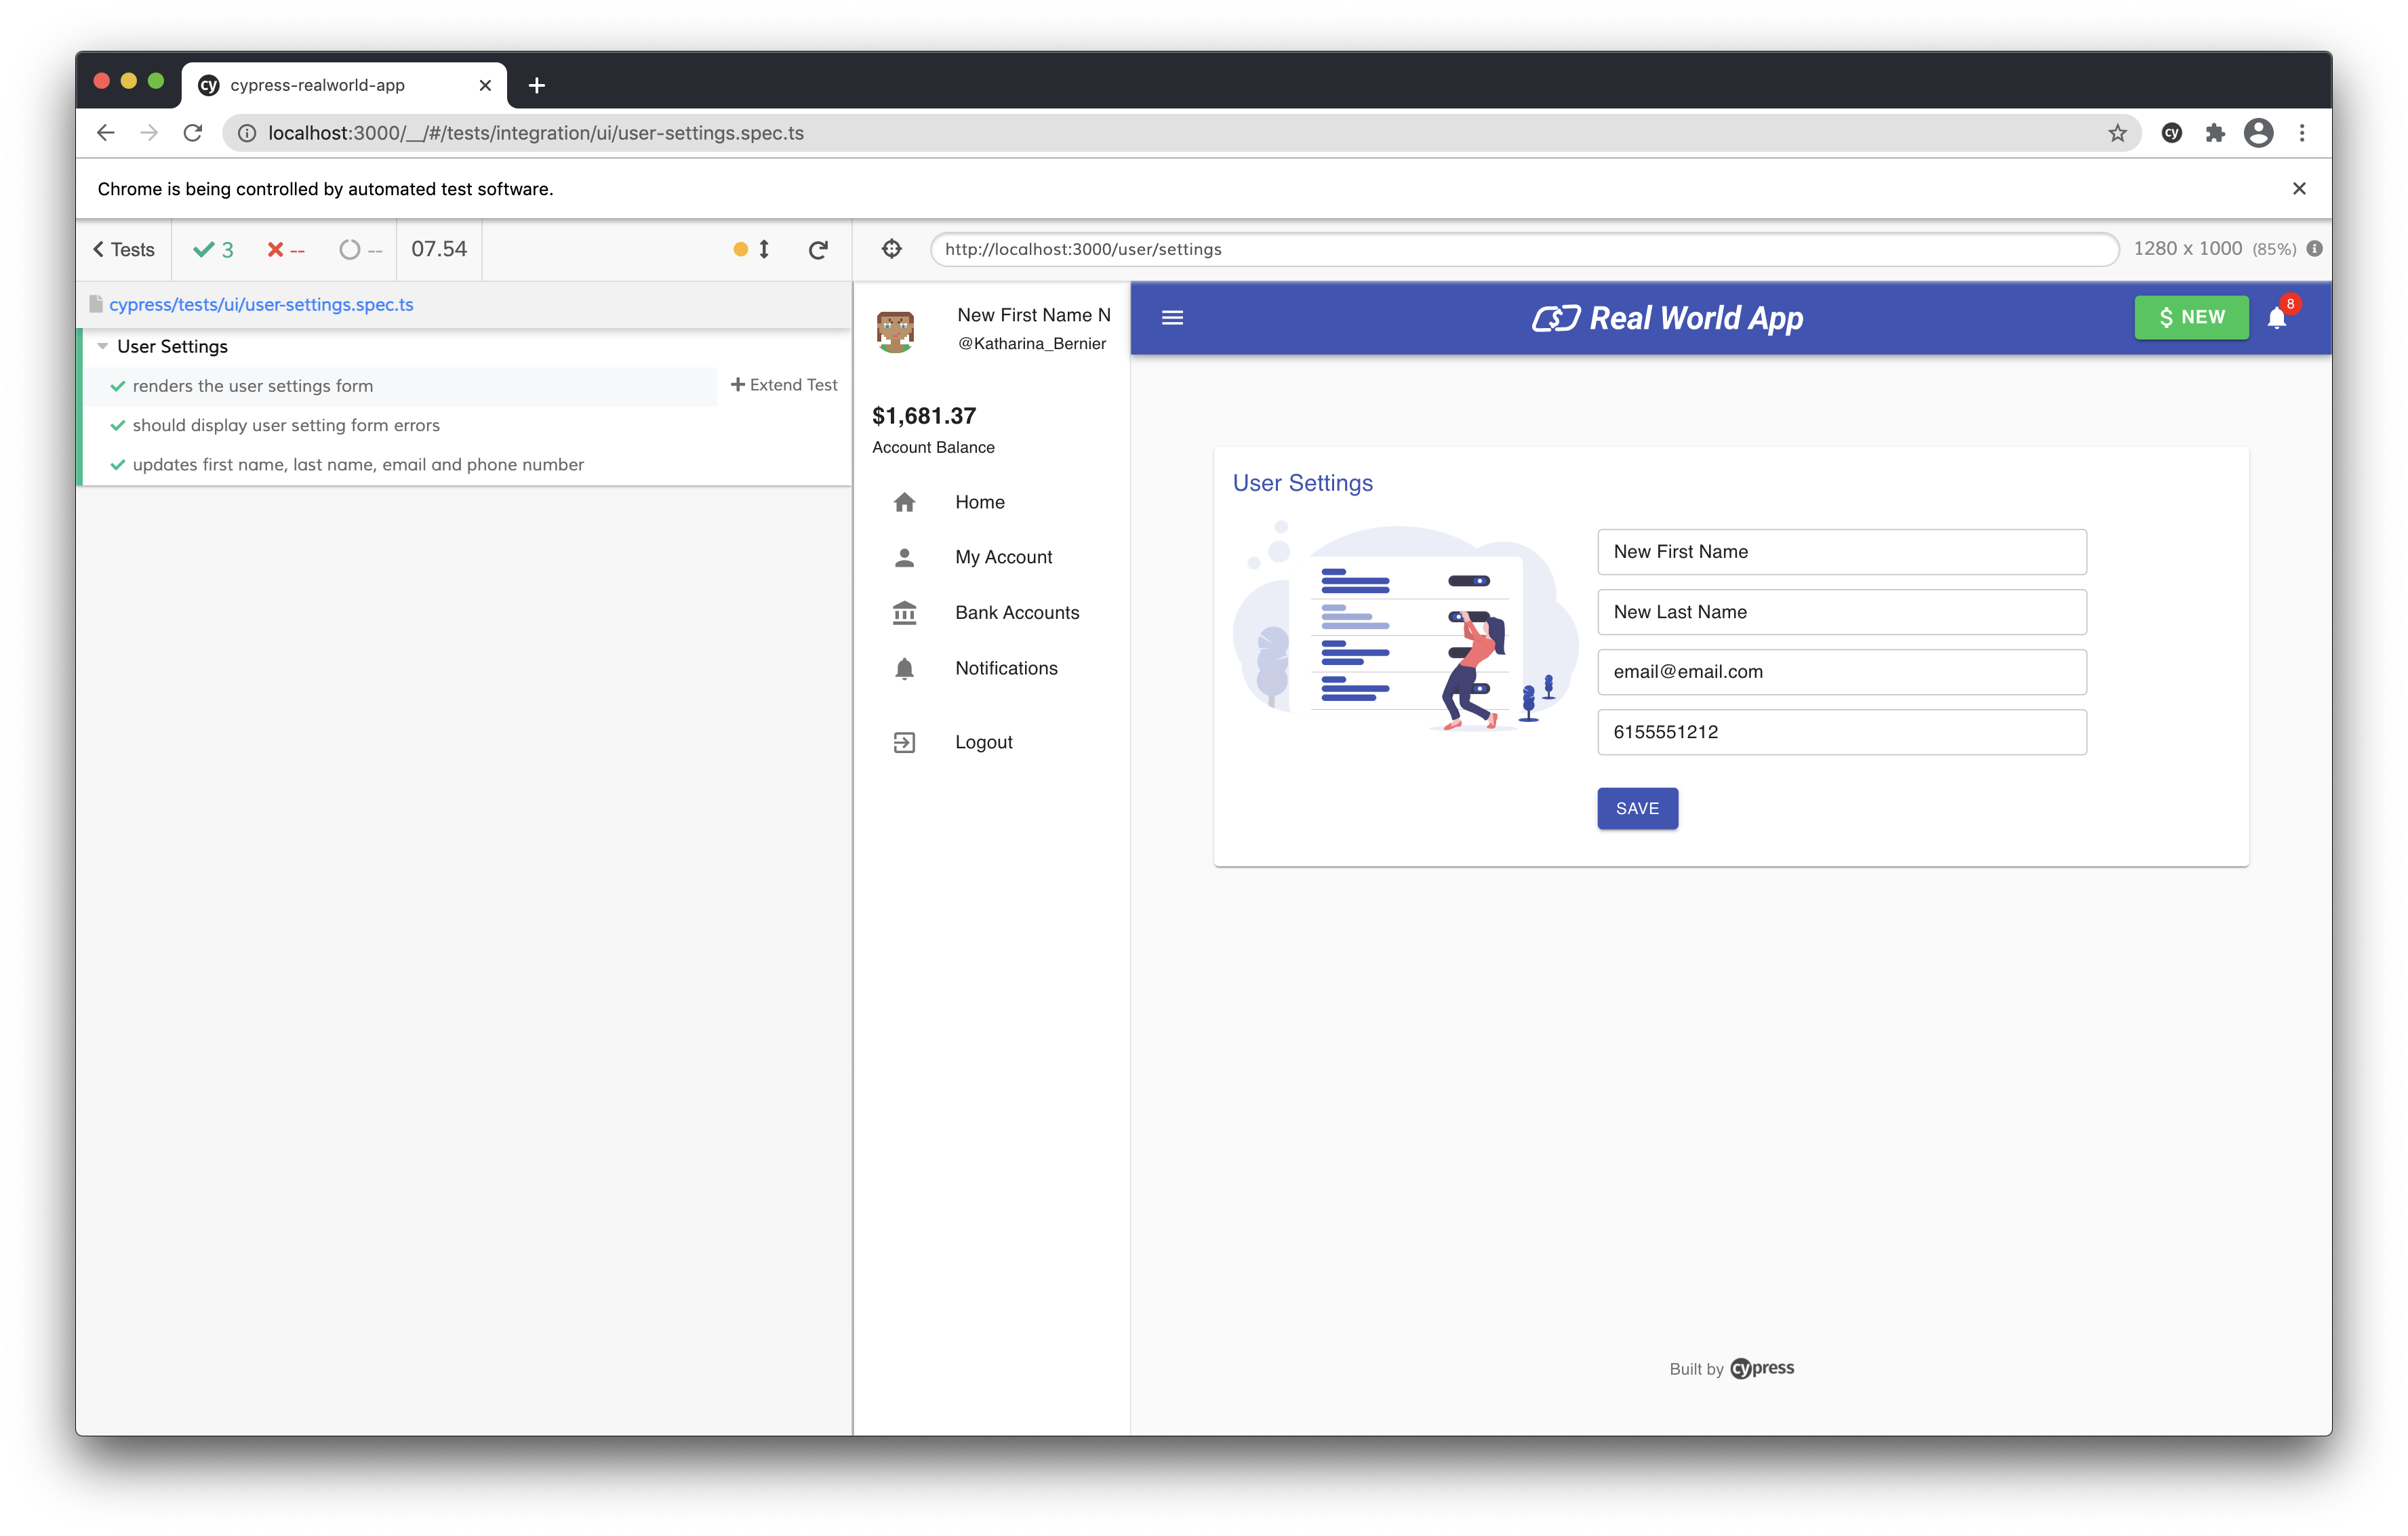 cy cypress-realworld-app
localhost:3000/__/#/tests/integration/ui/user-settings.spec.ts
cy
Chrome is being controlled by automated test software.
Tests 3 -- -- 07.54
http://localhost:3000/user/settings
1280 x 1000 (85%)
cypress/tests/ui/user-settings.spec.ts
User Settings
renders the user settings form
Extend Test
should display user setting form errors
updates first name, last name, email and phone number
New First Name N
@Katharina_Bernier
$1,681.37
Account Balance
Home
My Account
Bank Accounts
Notifications
Logout
Real World App
$ NEW
8
User Settings
New First Name
New Last Name
email@email.com
6155551212
SAVE
Built by cypress